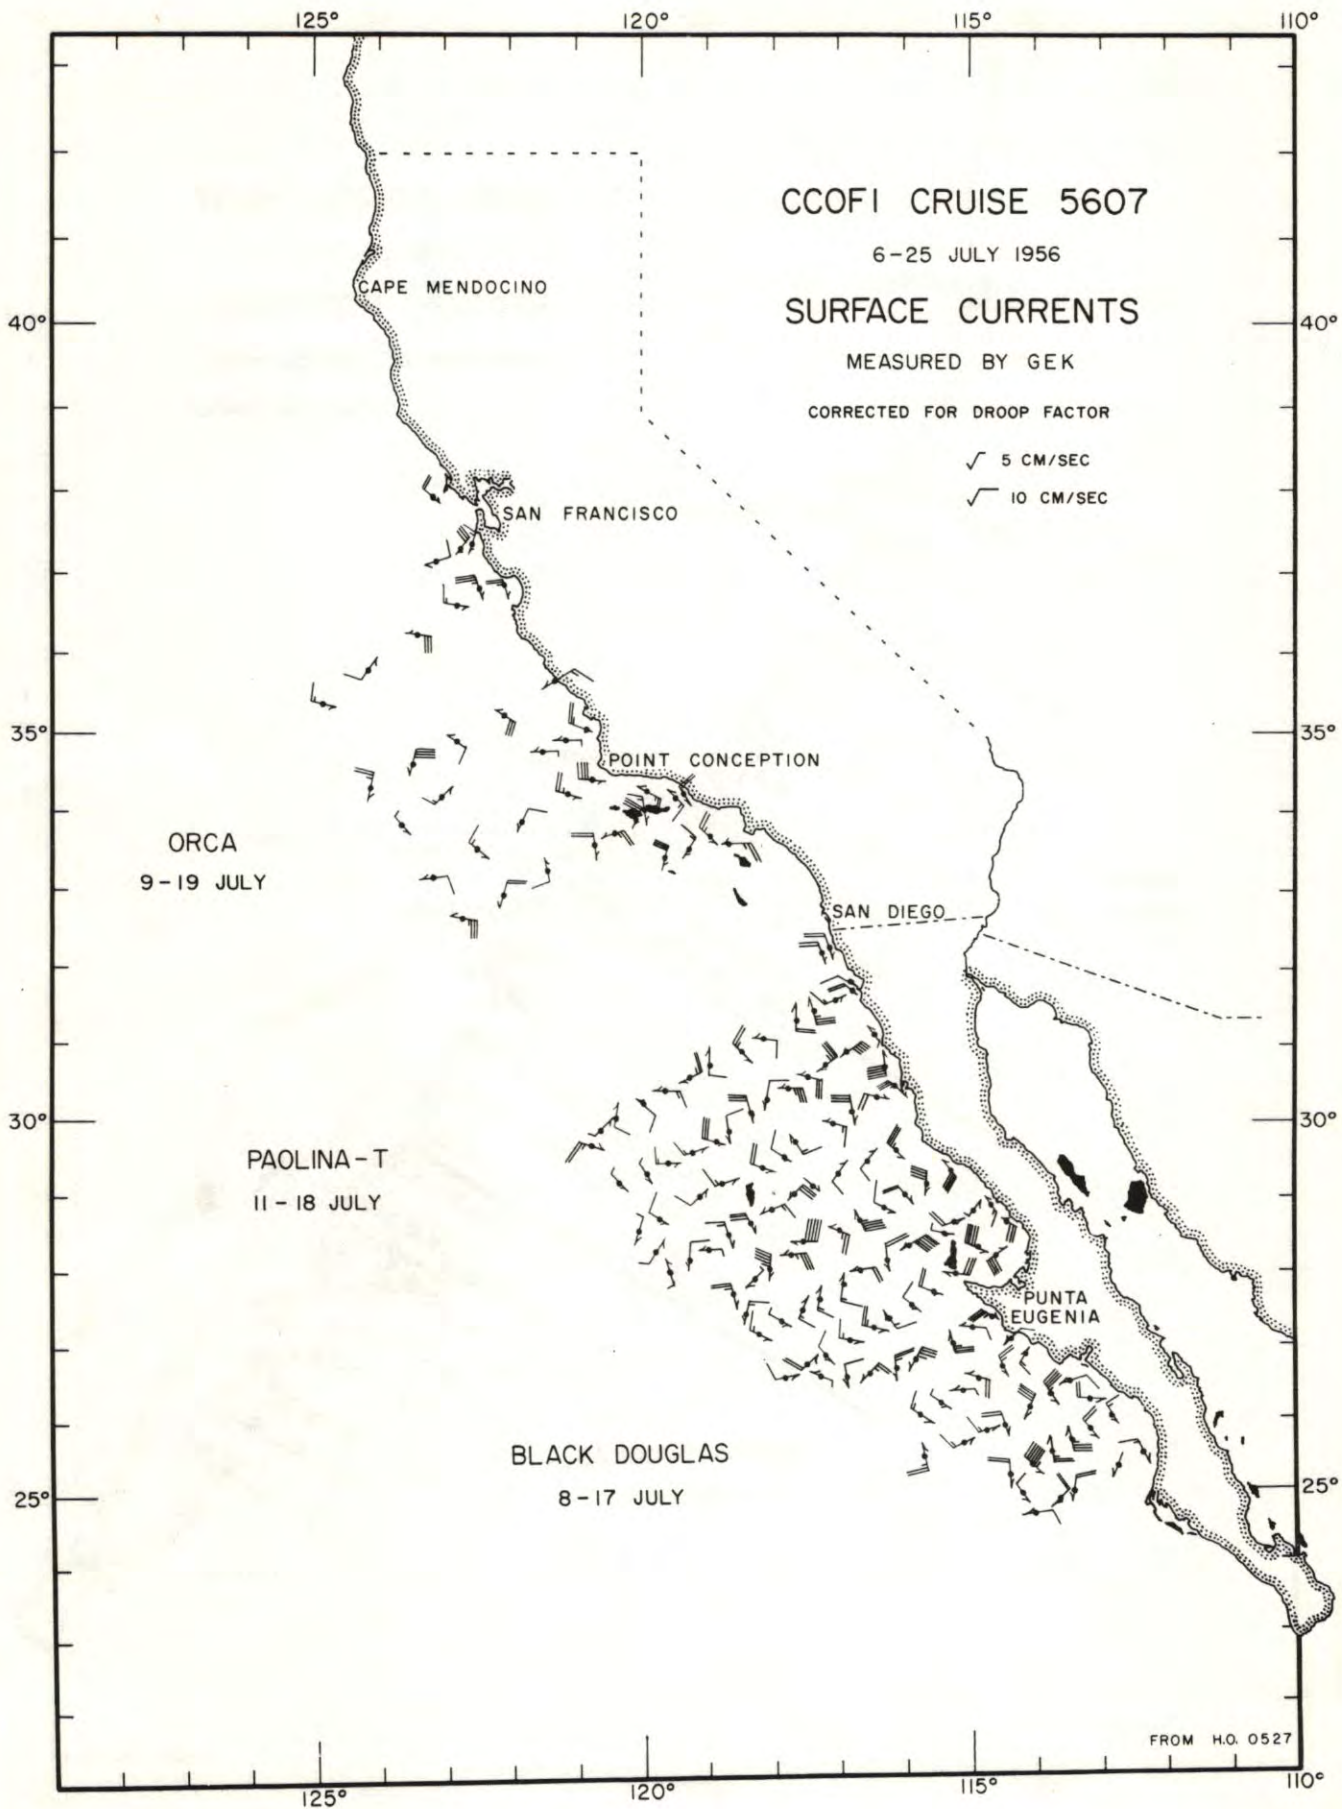 125° 120° 115° 110°
CCOFI CRUISE 5607
6-25 JULY 1956
CAPE MENDOCINO
SURFACE CURRENTS
40° 40°
MEASURED BY GEK
CORRECTED FOR DROOP FACTOR
5 CM/SEC
10 CM/SEC
SAN FRANCISCO
35° 35°
POINT CONCEPTION
ORCA
9-19 JULY
SAN DIEGO
30° 30°
PAOLINA-T
11-18 JULY
PUNTA
EUGENIA
BLACK DOUGLAS
8-17 JULY
25° 25°
FROM H.O. 0527
125° 120° 115° 110°